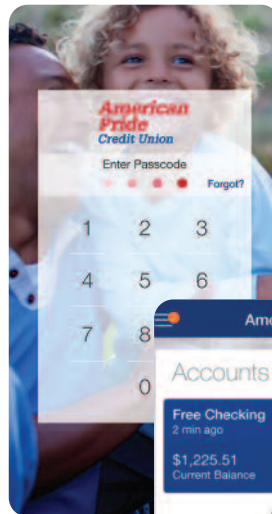 American
Pride
Credit Union
Enter Passcode
Forgot?
1 2 3
4 5 6
7 8
0
Accounts
Free Checking
2 min ago
$1,225.51
Current Balance